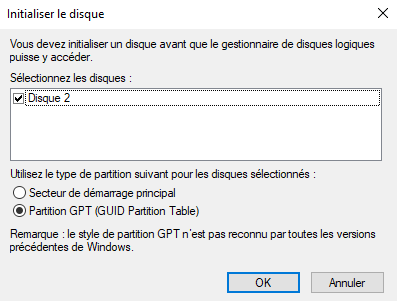 Initialiser le disque
Vous devez initialiser un disque avant que le gestionnaire de disques logiques
puisse y accéder.
Sélectionnez les disques :
Disque 2
Utilisez le type de partition suivant pour les disques sélectionnés :
Secteur de démarrage principal
Partition GPT (GUID Partition Table)
Remarque : le style de partition GPT n'est pas reconnu par toutes les versions
précédentes de Windows.
OK
Annuler